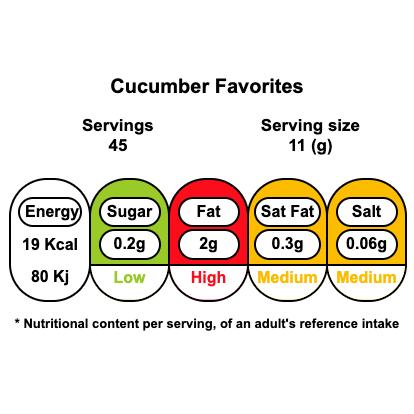 Cucumber Favorites
Servings
45
Serving size
11 (g)
Energy Sugar Fat Sat Fat Salt
19 Kcal 0.2g 2g 0.3g 0.06g
80 Kj Low High Medium Medium
* Nutritional content per serving, of an adult's reference intake